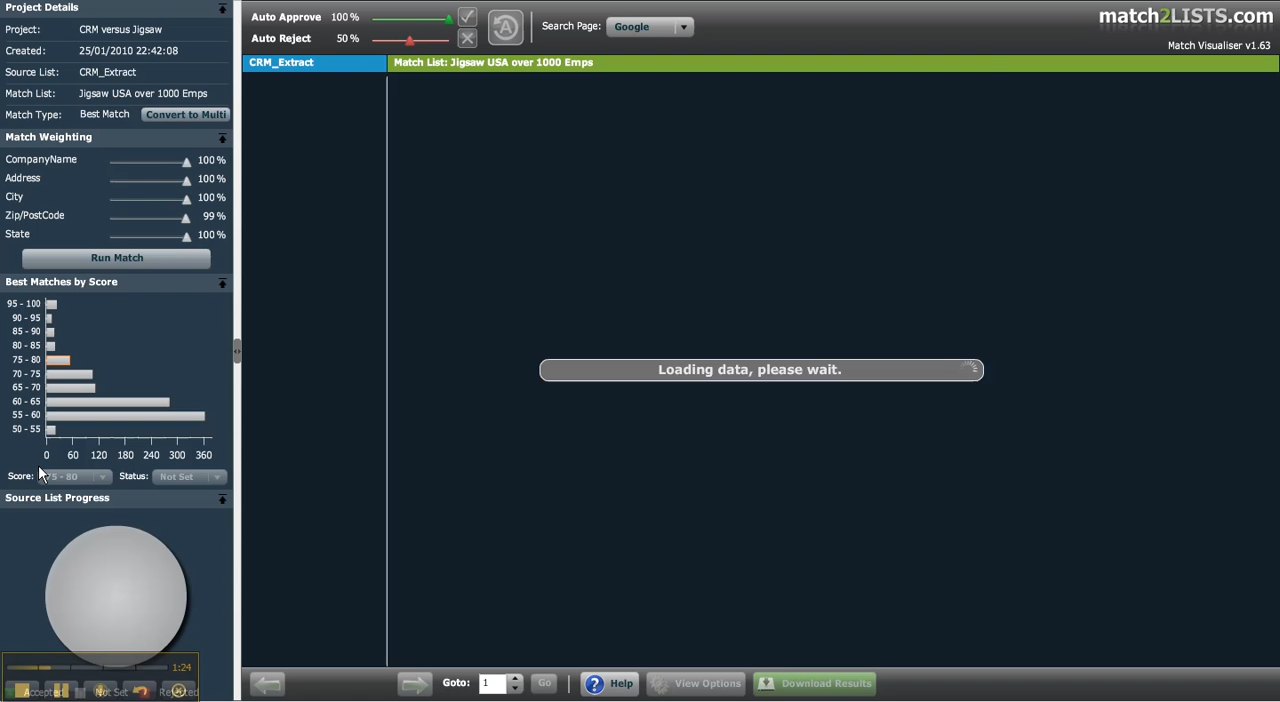 Project Details
Project: CRM versus Jigsaw
Created: 25/01/2010 22:42:08
Source List: CRM_Extract
Match List: Jigsaw USA over 1000 Emps
Match Type: Best Match Convert to Multi
Match Weighting
CompanyName 100 %
Address 100 %
City 100 %
Zip/PostCode 99 %
State 100 %
Run Match
Best Matches by Score
95 - 100
90 - 95
85 - 90
80 - 85
75 - 80
70 - 75
65 - 70
60 - 65
55 - 60
50 - 55
0 60 120 180 240 300 360
Score: 75 - 80 Status: Not Set
Source List Progress
1:24
Accepted Not Set Rejected
Auto Approve 100 %
Auto Reject 50 %
A
Search Page: Google
match2LISTS.com
Match Visualiser v1.63
CRM_Extract Match List: Jigsaw USA over 1000 Emps
Loading data, please wait.
Goto: 1 Go ? Help View Options Download Results